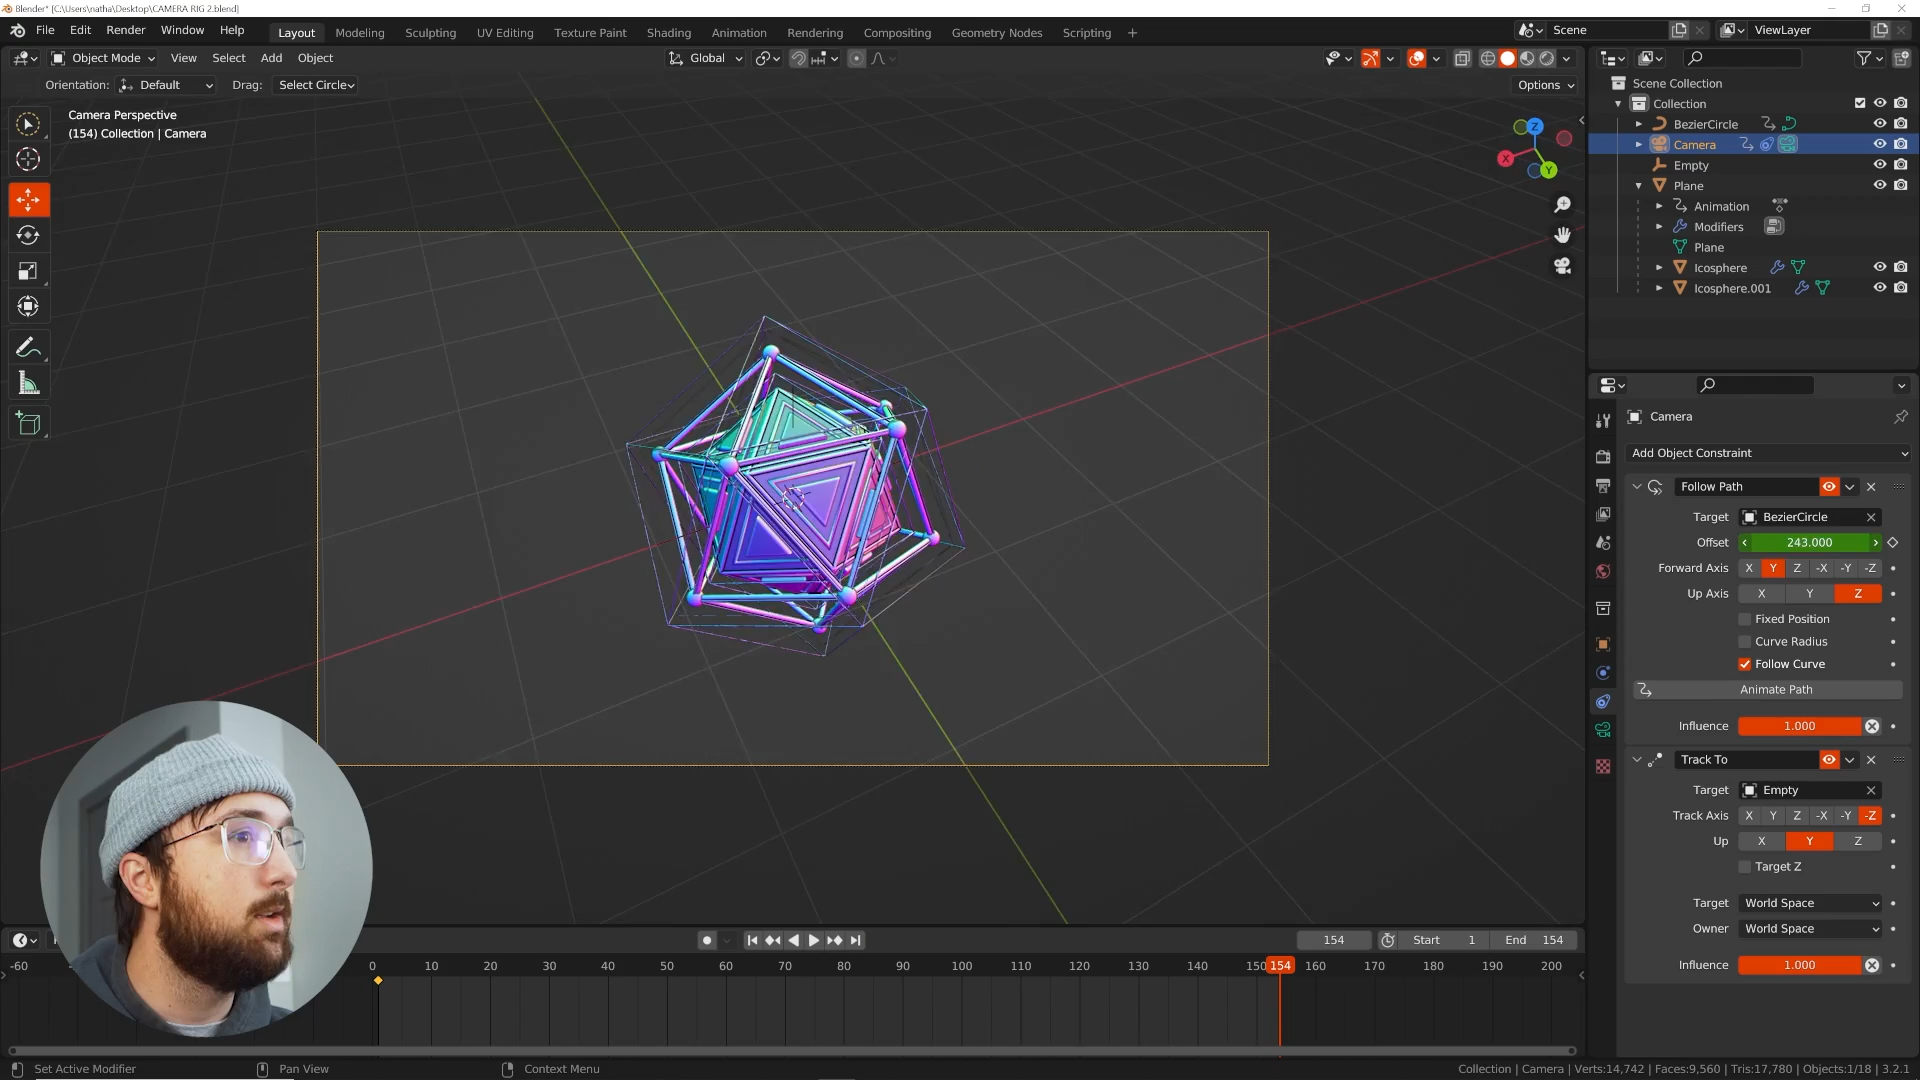 Blender* [C:\Users\natha\Desktop\CAMERA RIG 2.blend]
File Edit Render Window Help
Layout Modeling Sculpting UV Editing Texture Paint Shading Animation Rendering Compositing Geometry Nodes Scripting +
Scene
ViewLayer
Object Mode View Select Add Object
Global
Orientation: Default Drag: Select Circle
Options
Camera Perspective
(154) Collection | Camera
Z
X
Y
Scene Collection
Collection
BezierCircle
Camera
Empty
Plane
Animation
Modifiers
Plane
Icosphere
Icosphere.001
Camera
Add Object Constraint
Follow Path
Target BezierCircle
Offset 243.000
Forward Axis X Y Z -X -Y -Z
Up Axis X Y Z
Fixed Position
Curve Radius
Follow Curve
Animate Path
Influence 1.000
Track To
Target Empty
Track Axis X Y Z -X -Y -Z
Up X Y Z
Target Z
Target World Space
Owner World Space
Influence 1.000
154 Start 1 End 154
-60 0 10 20 30 40 50 60 70 80 90 100 110 120 130 140 150 154 160 170 180 190 200
Set Active Modifier Pan View Context Menu
Collection | Camera | Verts:14,742 | Faces:9,560 | Tris:17,780 | Objects:1/18 | 3.2.1